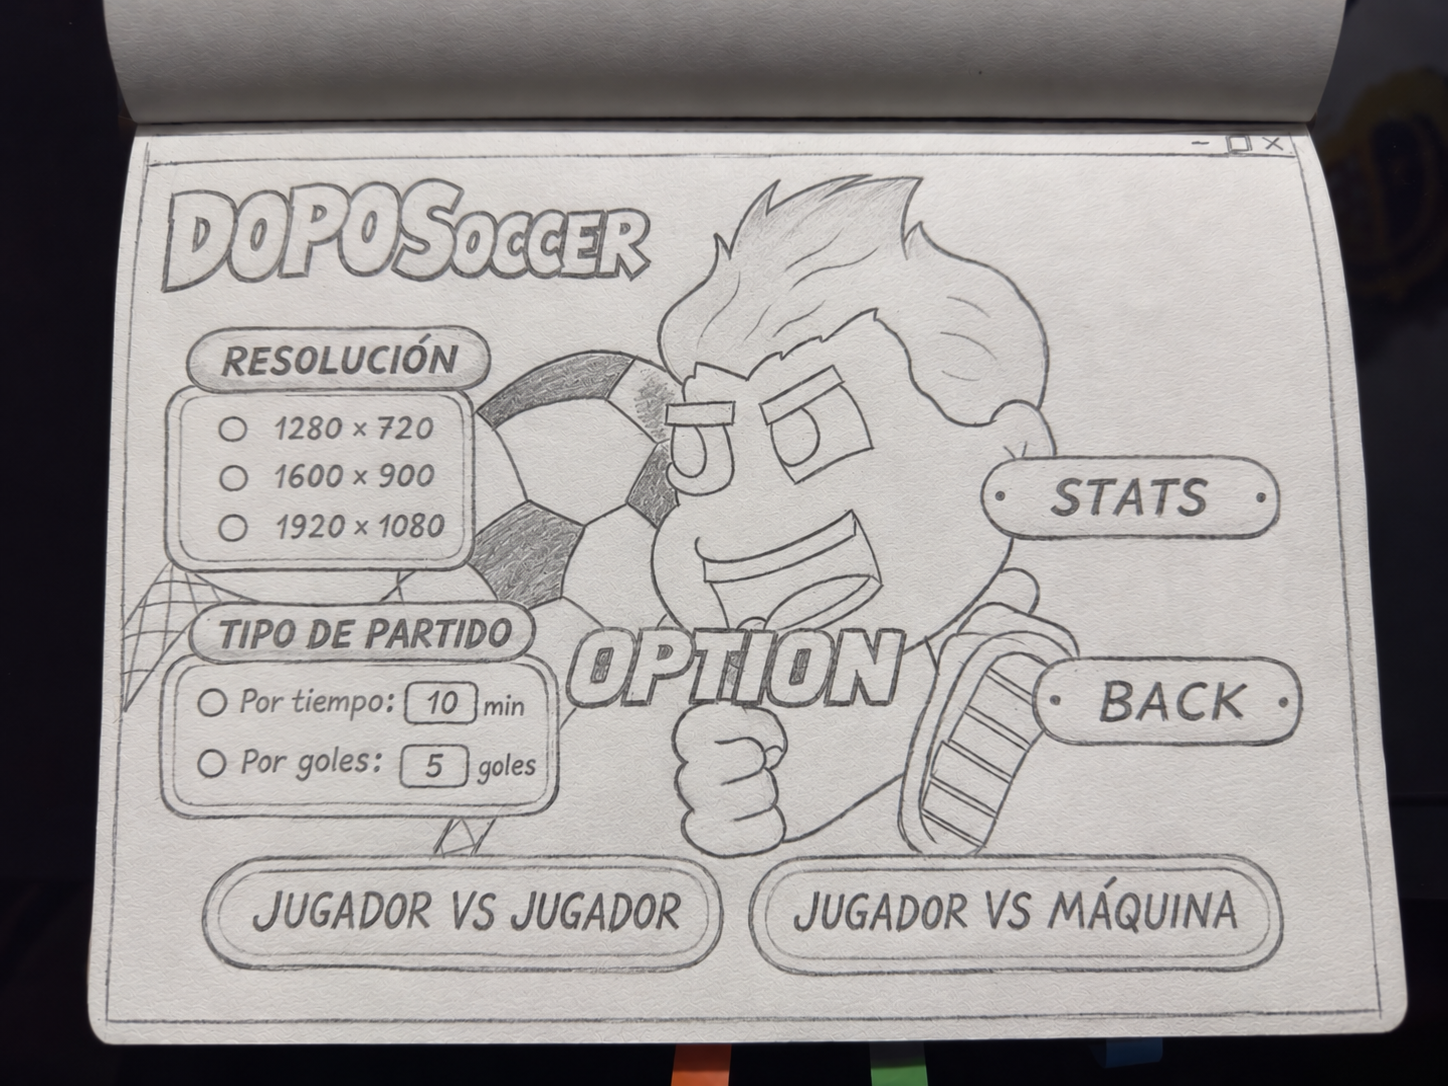 DOPOSOCCER
RESOLUCIÓN
1280 × 720
1600 × 900
1920 × 1080
TIPO DE PARTIDO
Por tiempo: 10 min
Por goles: 5 goles
OPTION
STATS
BACK
JUGADOR VS JUGADOR
JUGADOR VS MÁQUINA